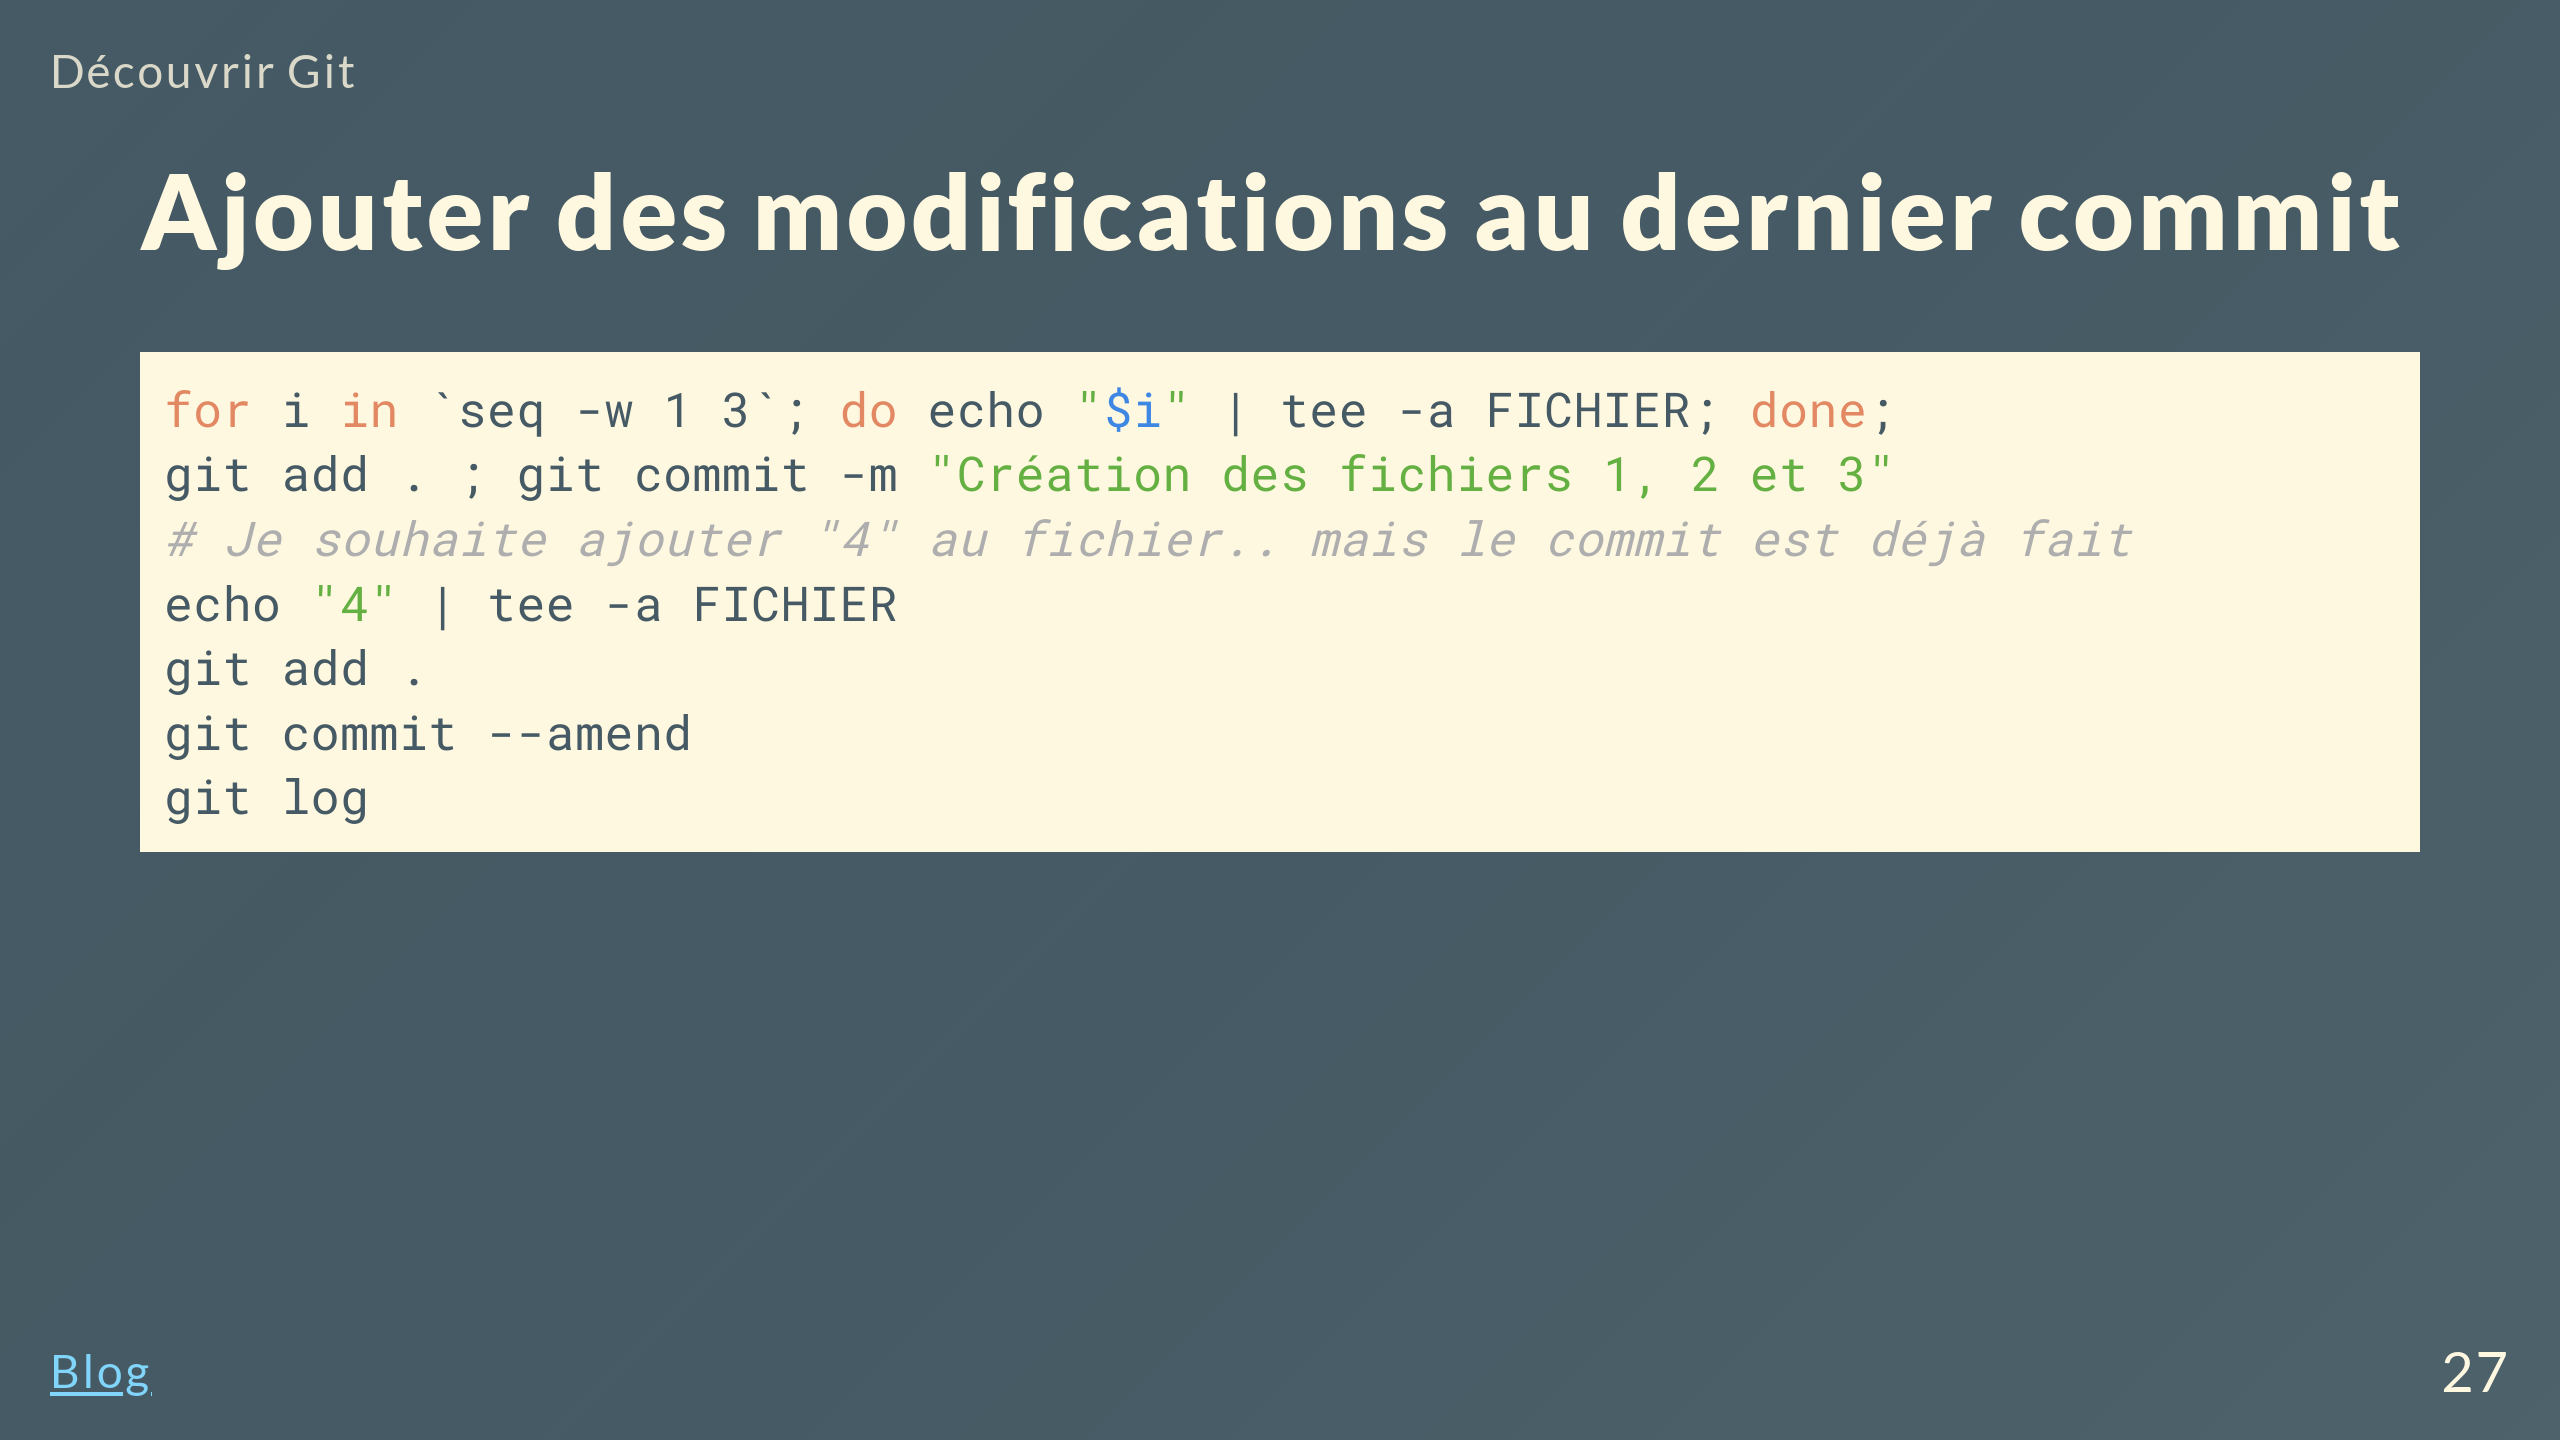 Découvrir Git
Ajouter des modifications au dernier commit
for i in `seq -w 1 3`; do echo "$i" | tee -a FICHIER; done;
git add . ; git commit -m "Création des fichiers 1, 2 et 3"
# Je souhaite ajouter "4" au fichier.. mais le commit est déjà fait
echo "4" | tee -a FICHIER
git add .
git commit --amend
git log
Blog
27